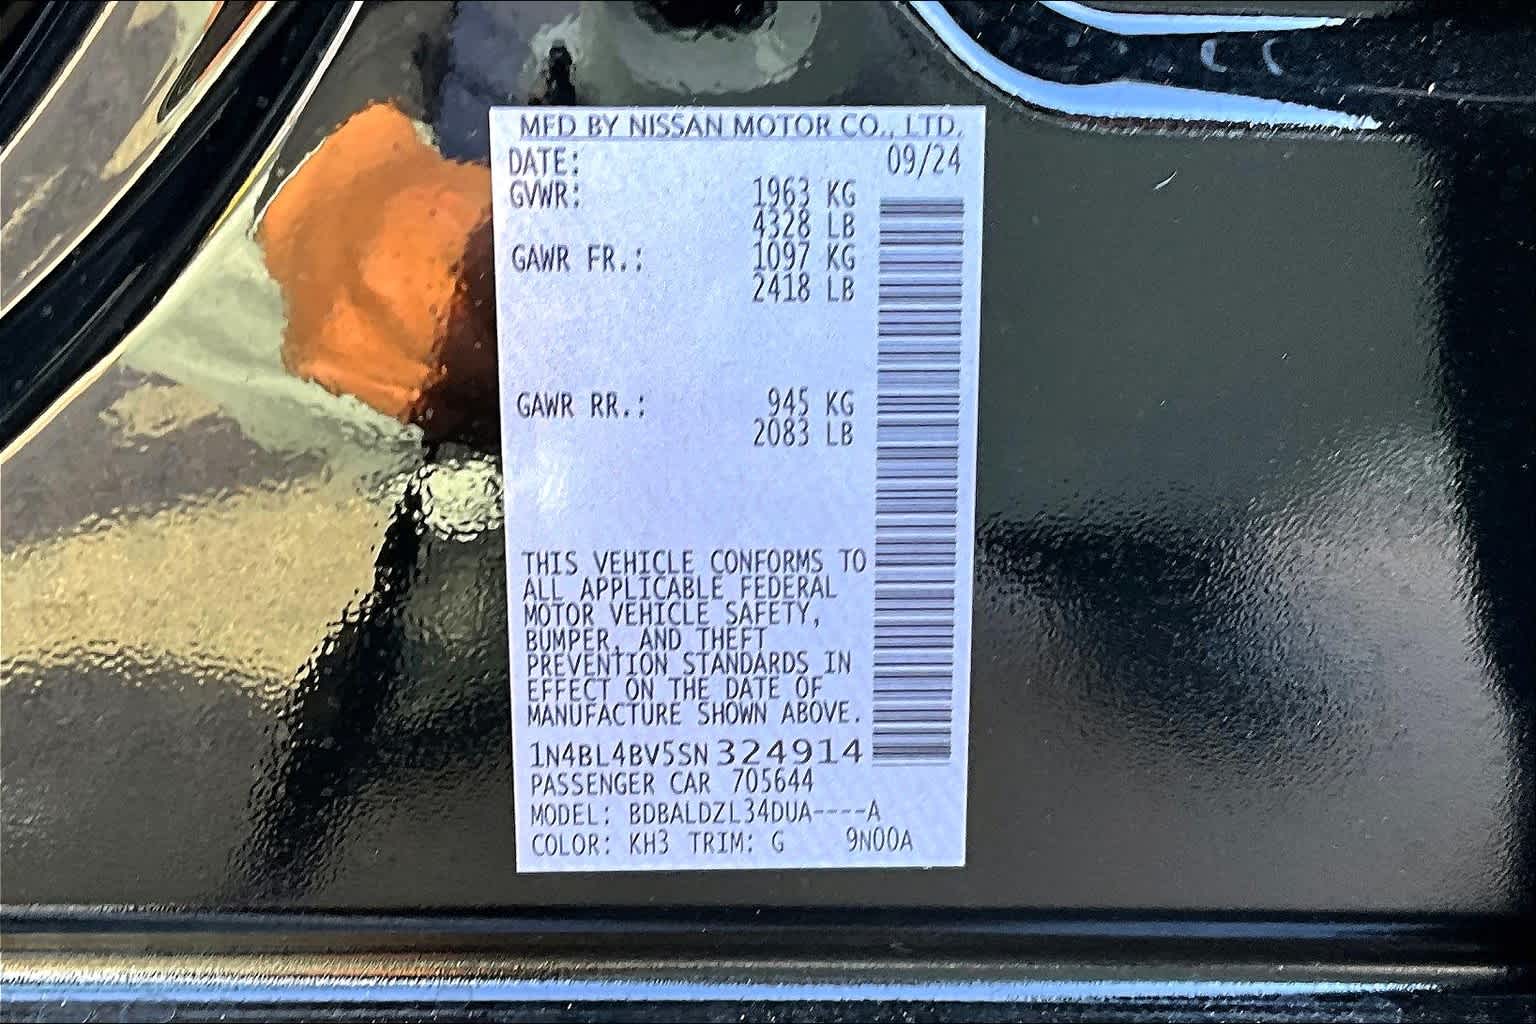 MFD BY NISSAN MOTOR CO., LTD.
DATE: 09/24
GVWR: 1963 KG
4328 LB
GAWR FR.: 1097 KG
2418 LB
GAWR RR.: 945 KG
2083 LB
THIS VEHICLE CONFORMS TO
ALL APPLICABLE FEDERAL
MOTOR VEHICLE SAFETY,
BUMPER, AND THEFT
PREVENTION STANDARDS IN
EFFECT ON THE DATE OF
MANUFACTURE SHOWN ABOVE.
1N4BL4BV5SN324914
PASSENGER CAR 705644
MODEL: BDBALDZL34DUA----A
COLOR: KH3 TRIM: G 9N00A